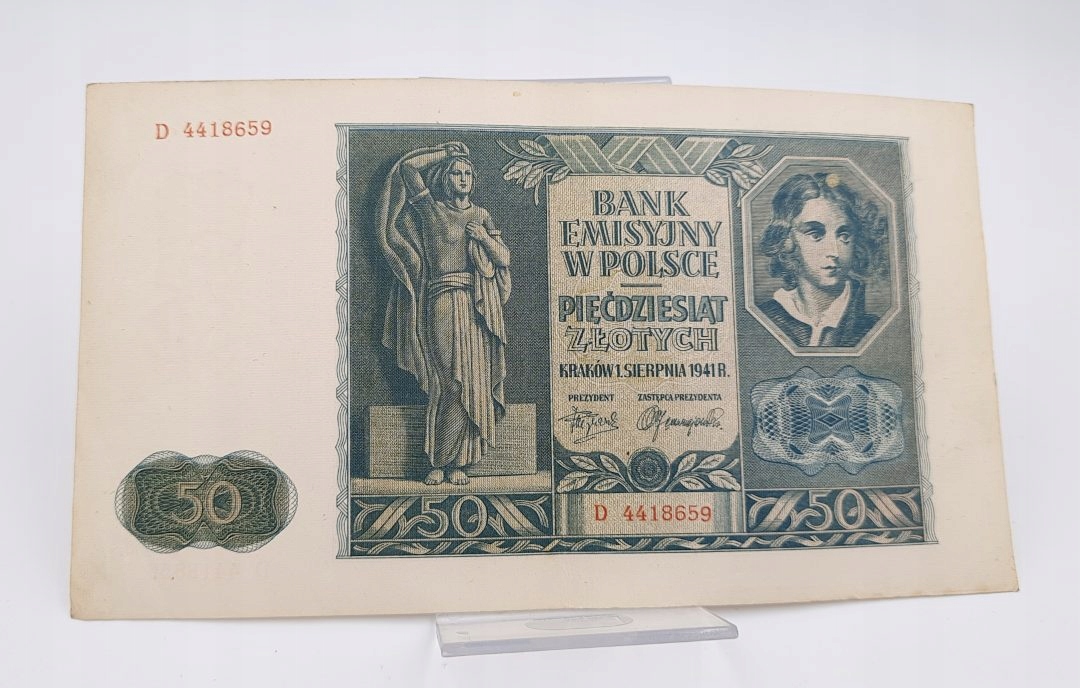 D 4418659
BANK
EMISYJNY
W POLSCE
PIĘĆDZIESIĄT
ZŁOTYCH
KRAKÓW 1. SIERPNIA 1941 R.
PREZYDENT ZASTĘPCA PREZYDENTA
50
50
D 4418659
50